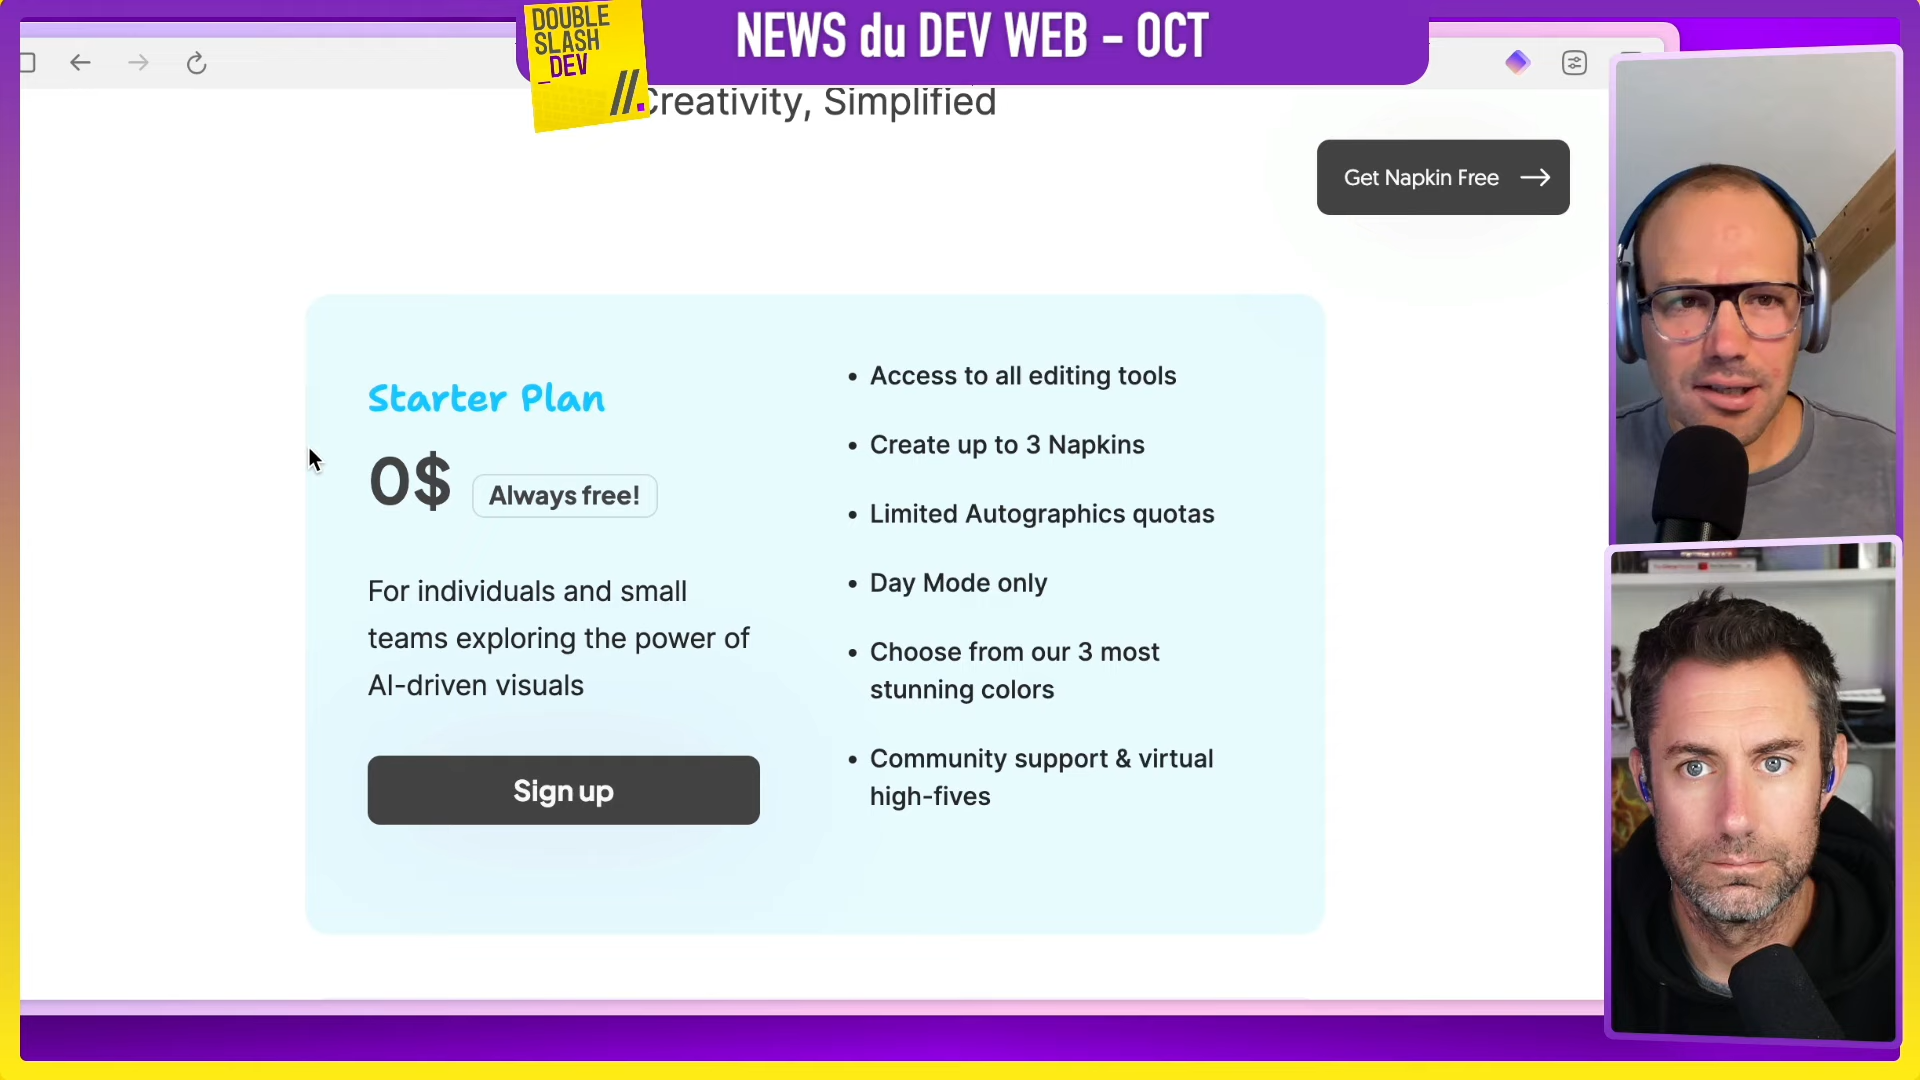 DOUBLE
SLASH
_DEV
//.
NEWS du DEV WEB - OCT
Creativity, Simplified
Get Napkin Free
Starter Plan
0$ Always free!
For individuals and small
teams exploring the power of
AI-driven visuals
Sign up
• Access to all editing tools
• Create up to 3 Napkins
• Limited Autographics quotas
• Day Mode only
• Choose from our 3 most
stunning colors
• Community support & virtual
high-fives